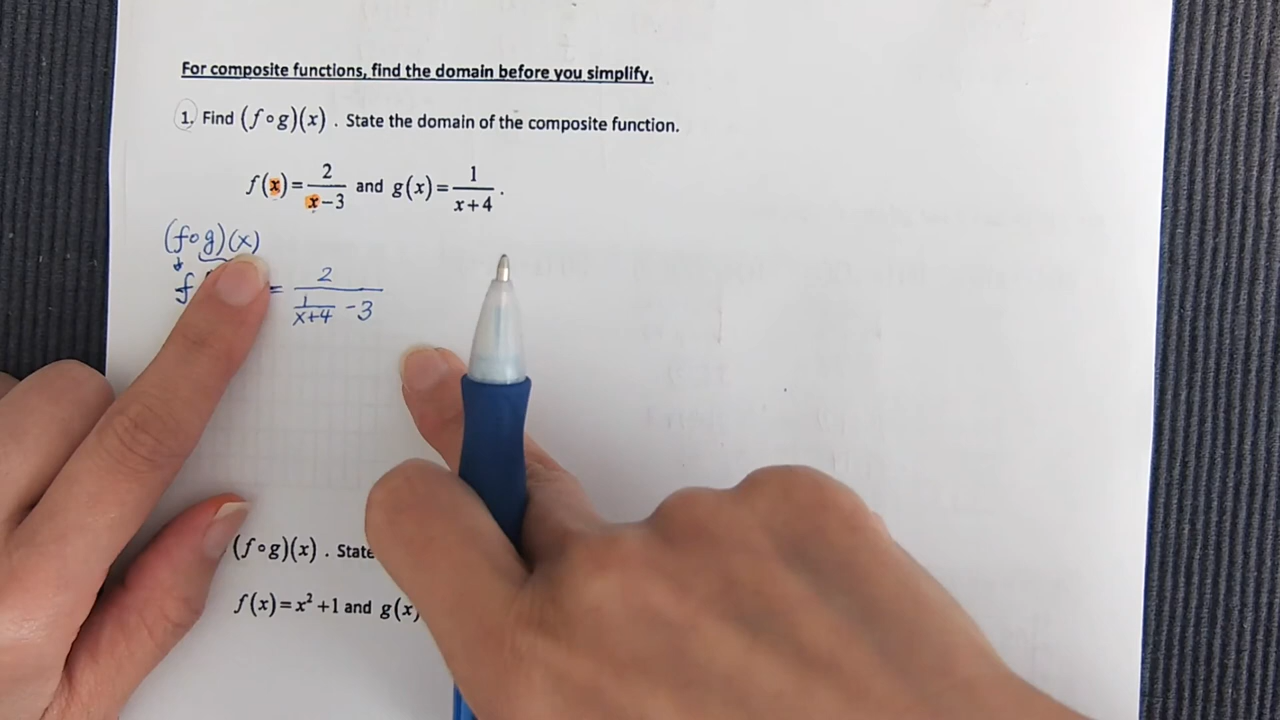 For composite functions, find the domain before you simplify.
1. Find (f∘g)(x). State the domain of the composite function.
f(x)=2/(x−3) and g(x)=1/(x+4).
(f∘g)(x)
f = 2/(1/(x+4) −3)
(f∘g)(x). State
f(x)=x²+1 and g(x)